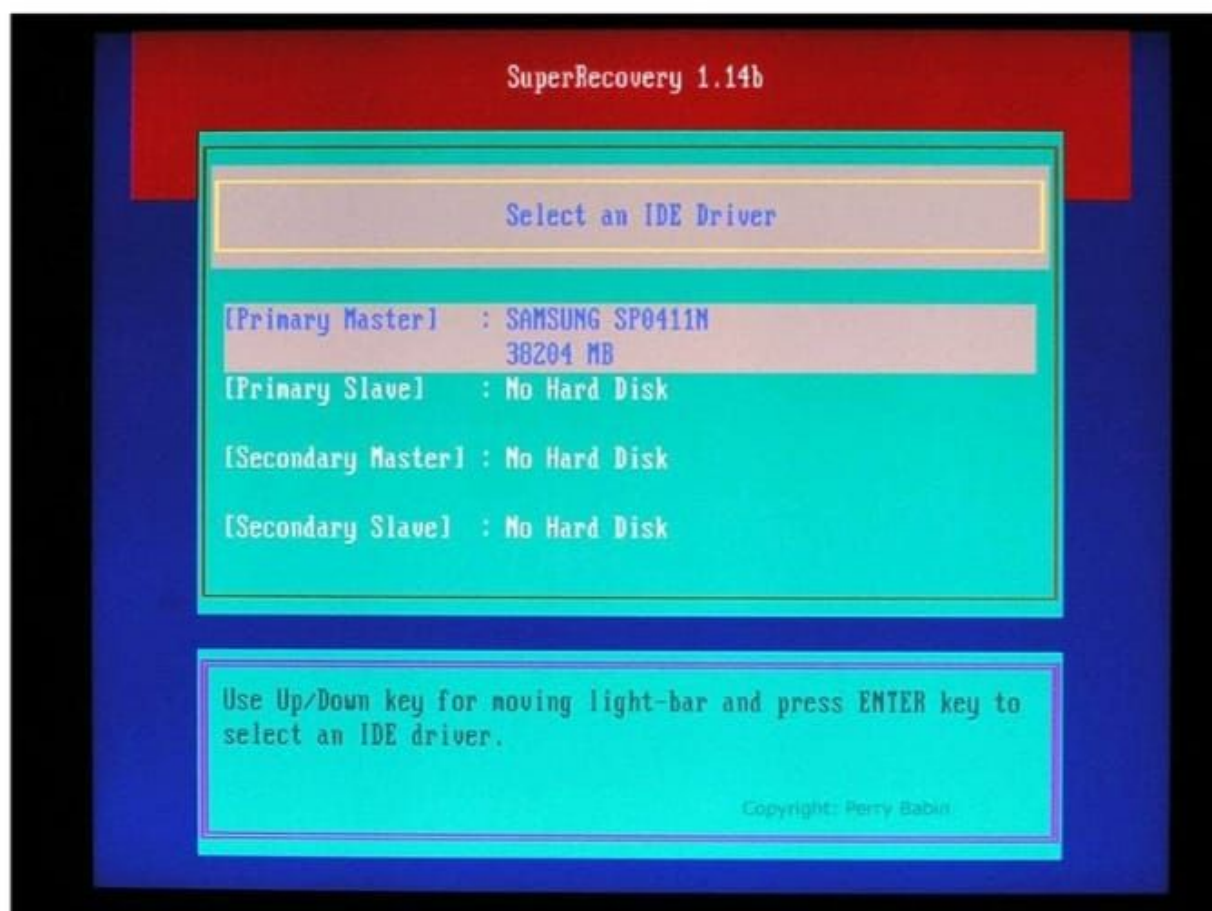 SuperRecovery 1.14b
Select an IDE Driver
[Primary Master] : SAMSUNG SP0411N
38204 MB
[Primary Slave] : No Hard Disk
[Secondary Master] : No Hard Disk
[Secondary Slave] : No Hard Disk
Use Up/Down key for moving light-bar and press ENTER key to
select an IDE driver.
Copyright: Perry Babin